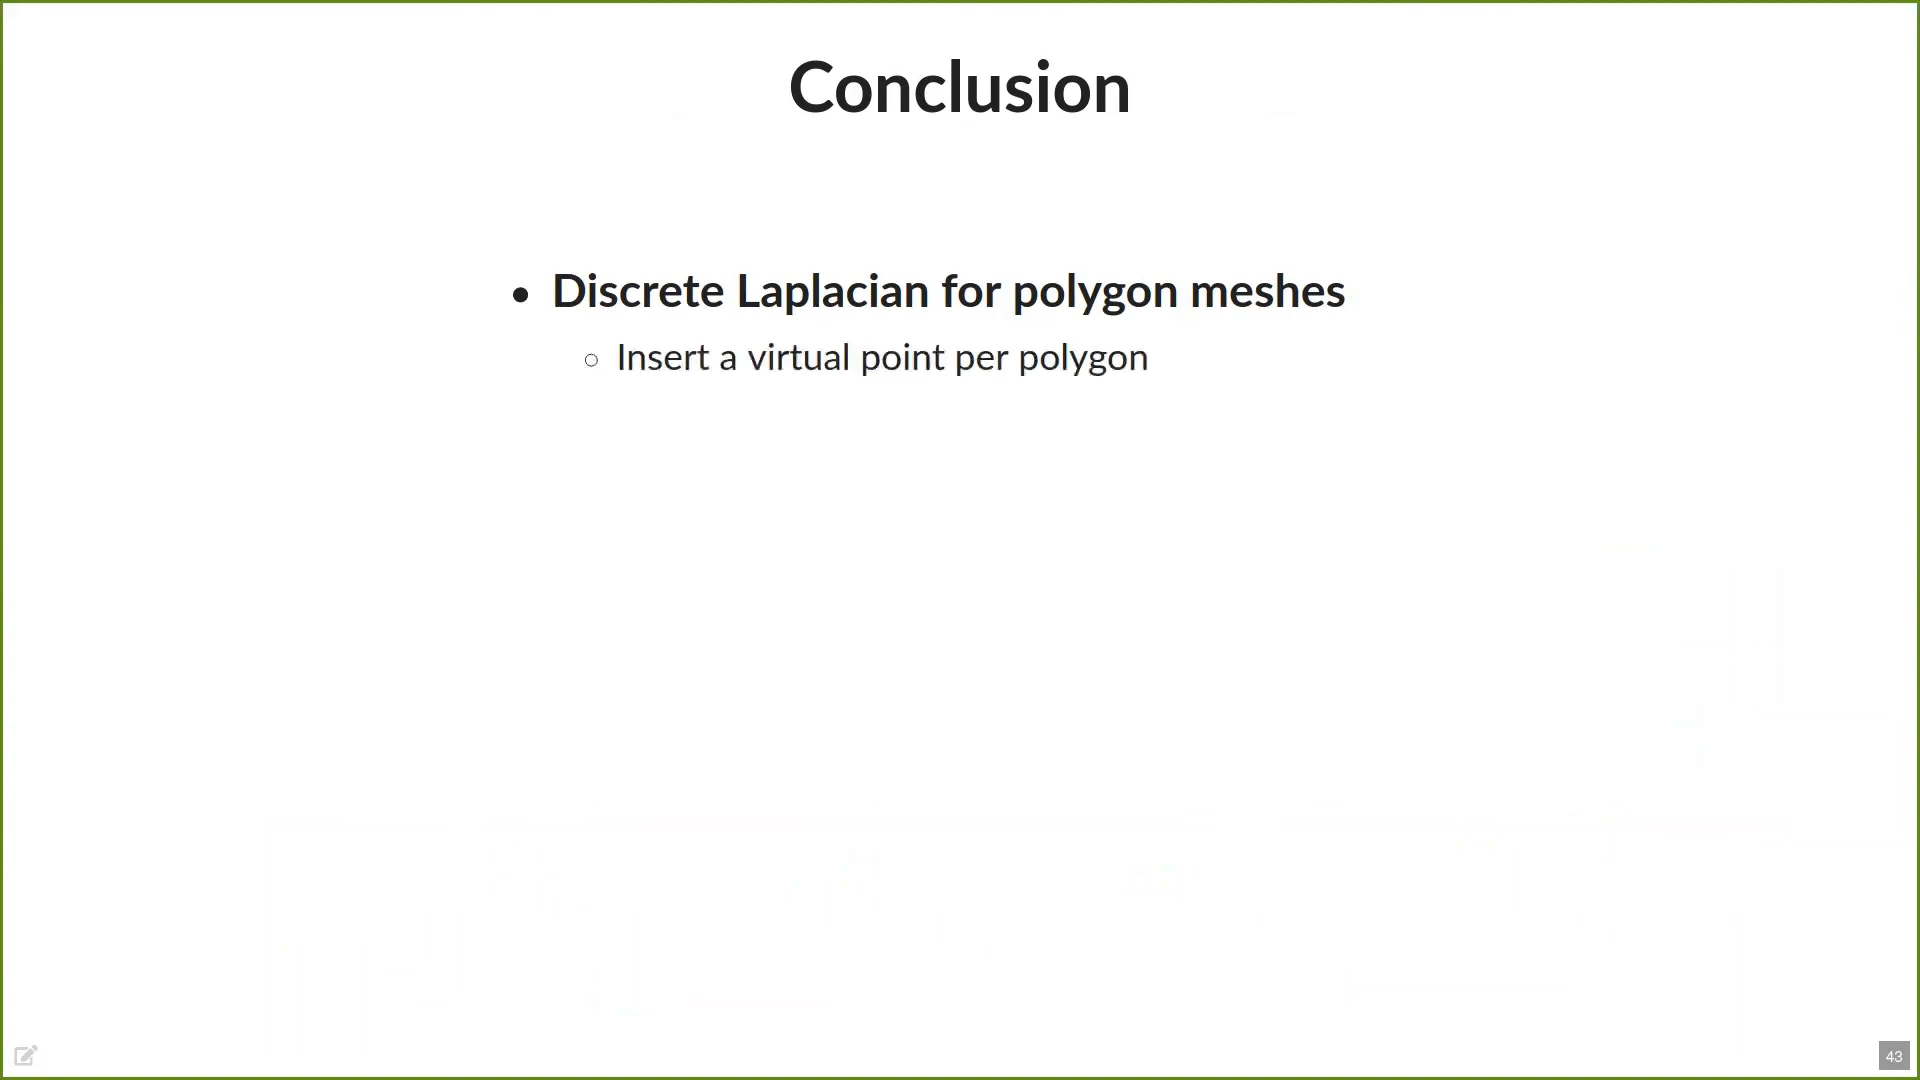 Conclusion
• Discrete Laplacian for polygon meshes
○ Insert a virtual point per polygon
43